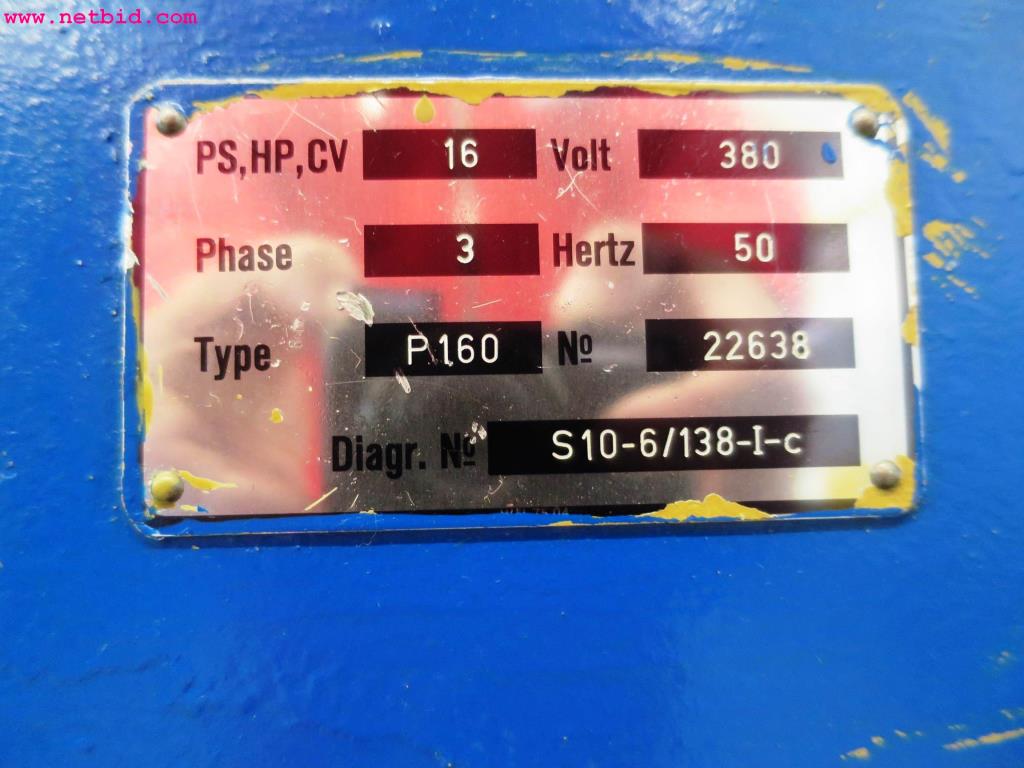 www.netbid.com
PS,HP,CV 16 Volt 380
Phase 3 Hertz 50
Type P160 Nº 22638
Diagr. Nº S10-6/138-I-c